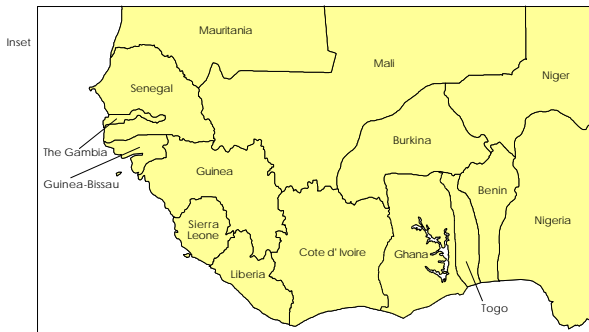 Mauritania
Inset
Mali
Niger
Senegal
Burkina
The Gambia
Guinea
Guinea-Bissau
Benin
Nigeria
Sierra
Leone
Cote d' Ivoire
Ghana
Liberia
Togo